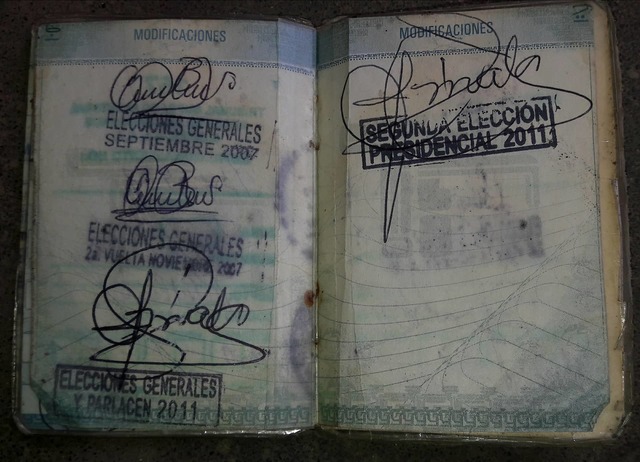 MODIFICACIONES
ELECCIONES GENERALES
SEPTIEMBRE 2007
ELECCIONES GENERALES
2a. VUELTA NOVIEMBRE 2007
ELECCIONES GENERALES
Y PARLACEN 2011
MODIFICACIONES
SEGUNDA ELECCION
PRESIDENCIAL 2011